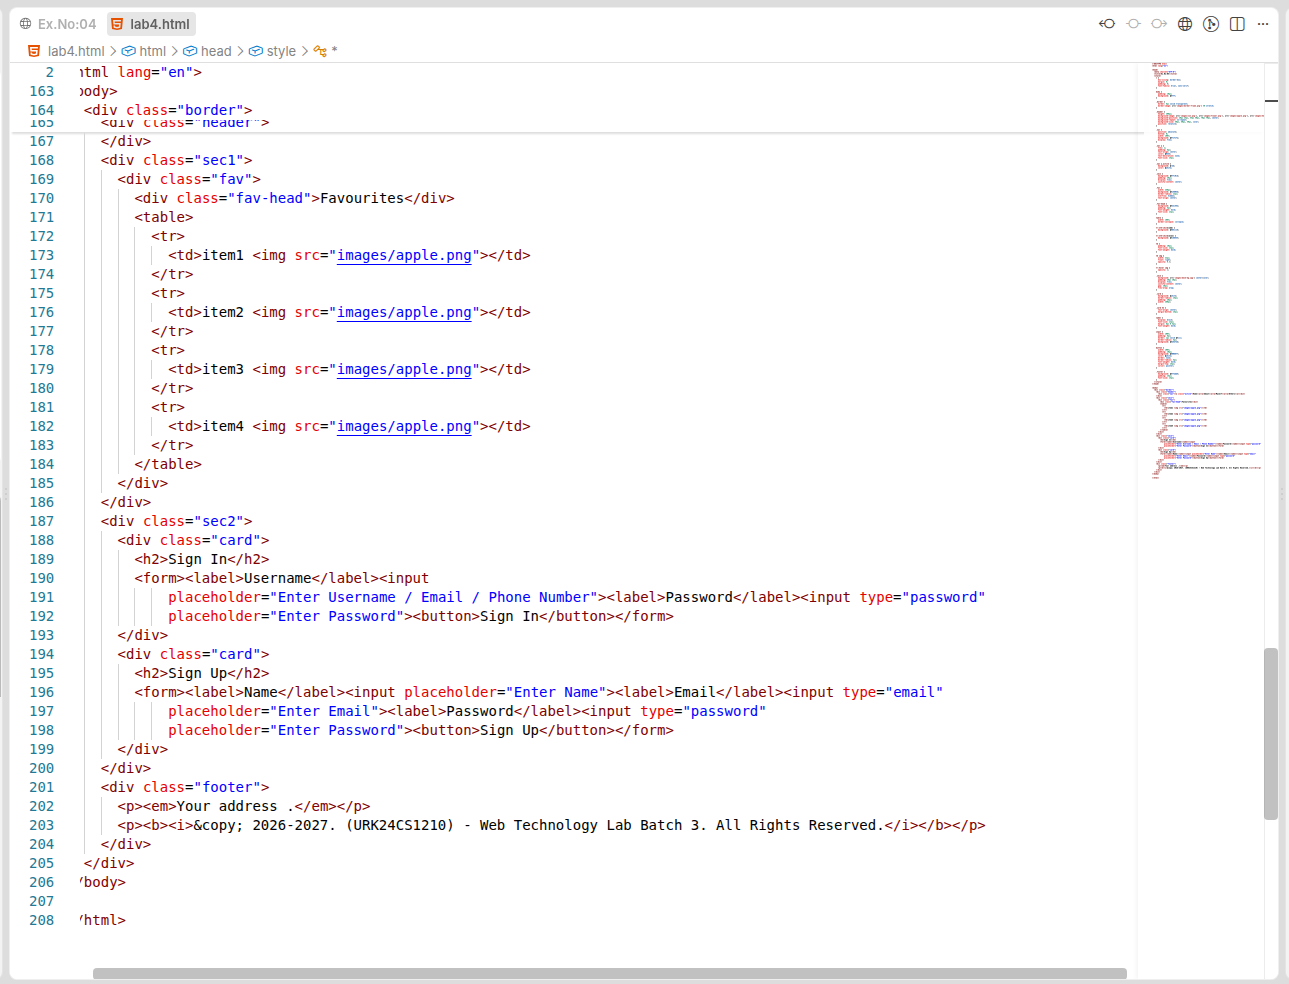 Ex.No:04 lab4.html
lab4.html > html > head > style > *
2 html lang="en">
163 body>
164 <div class="border">
165 <div class="header">
167 </div>
168 <div class="sec1">
169 <div class="fav">
170 <div class="fav-head">Favourites</div>
171 <table>
172 <tr>
173 <td>item1 <img src="images/apple.png"></td>
174 </tr>
175 <tr>
176 <td>item2 <img src="images/apple.png"></td>
177 </tr>
178 <tr>
179 <td>item3 <img src="images/apple.png"></td>
180 </tr>
181 <tr>
182 <td>item4 <img src="images/apple.png"></td>
183 </tr>
184 </table>
185 </div>
186 </div>
187 <div class="sec2">
188 <div class="card">
189 <h2>Sign In</h2>
190 <form><label>Username</label><input
191 placeholder="Enter Username / Email / Phone Number"><label>Password</label><input type="password"
192 placeholder="Enter Password"><button>Sign In</button></form>
193 </div>
194 <div class="card">
195 <h2>Sign Up</h2>
196 <form><label>Name</label><input placeholder="Enter Name"><label>Email</label><input type="email"
197 placeholder="Enter Email"><label>Password</label><input type="password"
198 placeholder="Enter Password"><button>Sign Up</button></form>
199 </div>
200 </div>
201 <div class="footer">
202 <p><em>Your address .</em></p>
203 <p><b><i>&copy; 2026-2027. (URK24CS1210) - Web Technology Lab Batch 3. All Rights Reserved.</i></b></p>
204 </div>
205 </div>
206 /body>
207
208 /html>